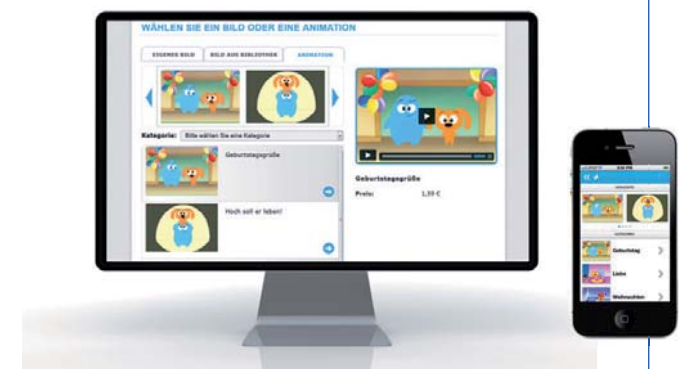 WÄHLEN SIE EIN BILD ODER EINE ANIMATION
EIGENES BILD
BILD AUS BIBLIOTHEK
ANIMATION
Kategorie:
Bitte wählen Sie eine Kategorie
Geburtstagsgrüße
Hoch soll er leben!
Geburtstagsgrüße
Preis:
1,59 €
Geburtstag
Liebe
Weihnachten